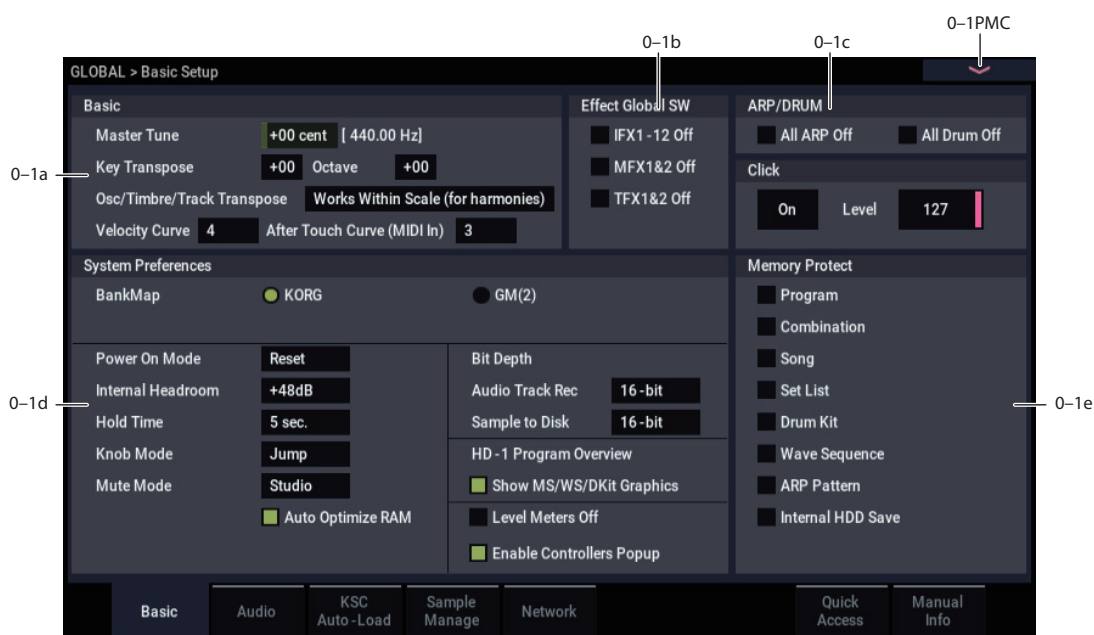 0–1PMC
0–1b
0–1c
GLOBAL > Basic Setup
Basic
Master Tune +00 cent [ 440.00 Hz]
Key Transpose +00 Octave +00
0–1a
Osc/Timbre/Track Transpose Works Within Scale (for harmonies)
Velocity Curve 4 After Touch Curve (MIDI In) 3
Effect Global SW
IFX1-12 Off
MFX1&2 Off
TFX1&2 Off
ARP/DRUM
All ARP Off All Drum Off
Click
On Level 127
System Preferences
BankMap KORG GM(2)
Power On Mode Reset
Internal Headroom +48dB
0–1d
Hold Time 5 sec.
Knob Mode Jump
Mute Mode Studio
Auto Optimize RAM
Bit Depth
Audio Track Rec 16-bit
Sample to Disk 16-bit
HD-1 Program Overview
Show MS/WS/DKit Graphics
Level Meters Off
Enable Controllers Popup
Memory Protect
Program
Combination
Song
Set List
0–1e
Drum Kit
Wave Sequence
ARP Pattern
Internal HDD Save
Basic
Audio
KSC
Auto-Load
Sample
Manage
Network
Quick
Access
Manual
Info